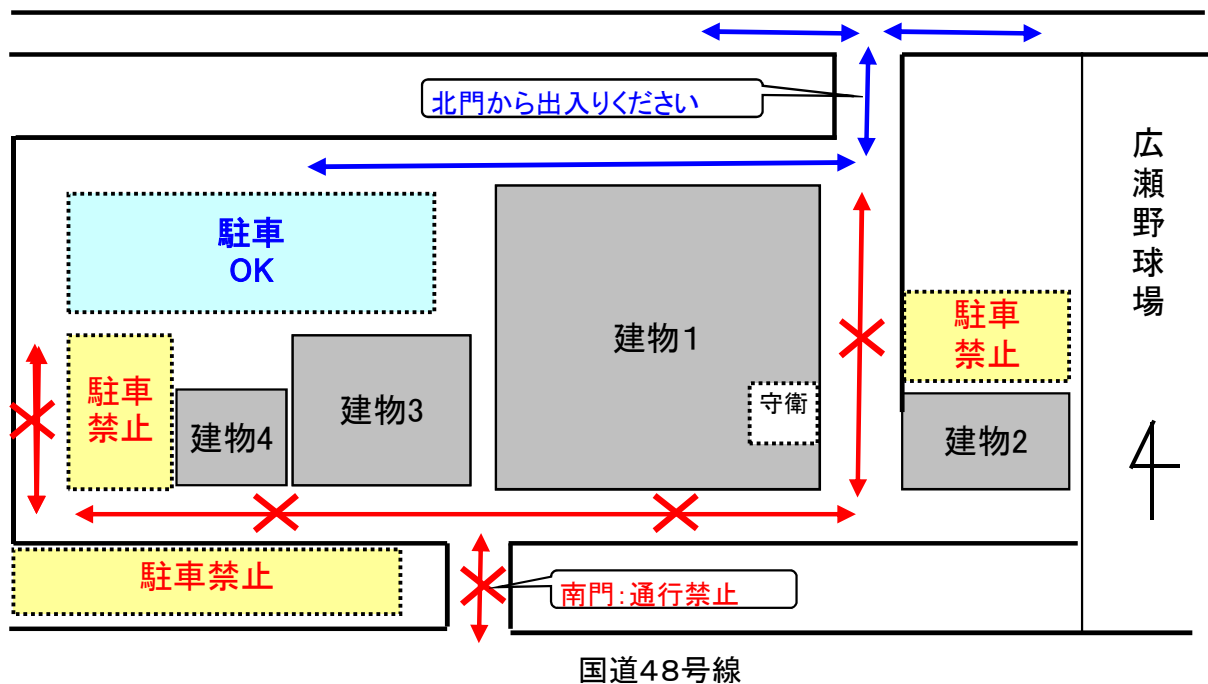 北門から出入りください
広瀬野球場
駐車
OK
建物1
駐車
禁止
駐車
禁止
建物4
建物3
守衛
建物2
駐車禁止
南門:通行禁止
国道48号線